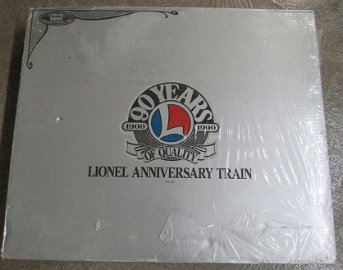 90 YEARS
1900 1990
L
OF QUALITY
LIONEL ANNIVERSARY TRAIN